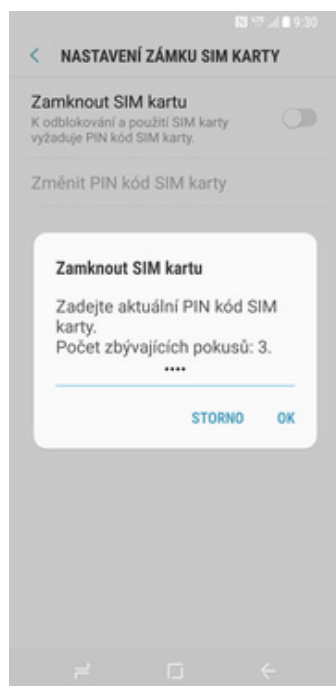 9:30
NASTAVENÍ ZÁMKU SIM KARTY
Zamknout SIM kartu
K odblokování a použití SIM karty
vyžaduje PIN kód SIM karty.
Změnit PIN kód SIM karty
Zamknout SIM kartu
Zadejte aktuální PIN kód SIM
karty.
Počet zbývajících pokusů: 3.
••••
STORNO OK